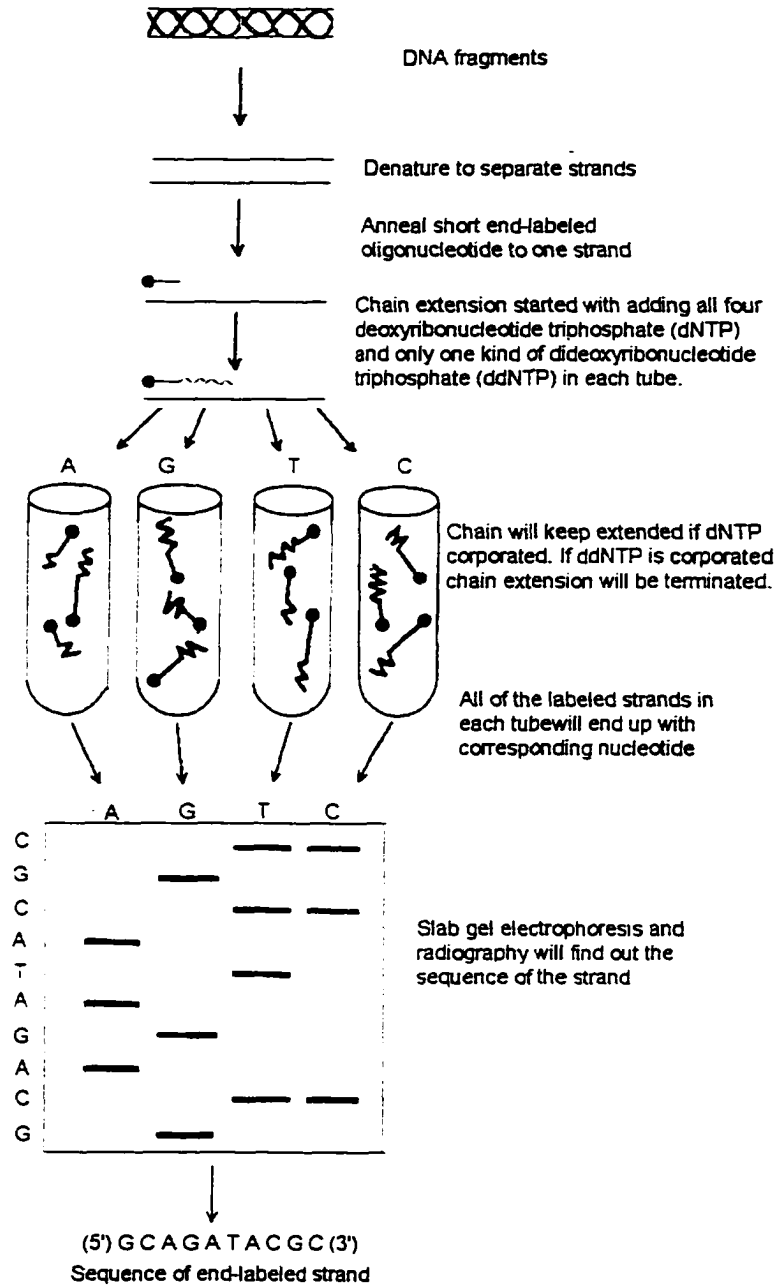 DNA fragments
Denature to separate strands
Anneal short end-labeled
oligonucleotide to one strand
Chain extension started with adding all four
deoxyribonucleotide triphosphate (dNTP)
and only one kind of dideoxyribonucleotide
triphosphate (ddNTP) in each tube.
A G T C
Chain will keep extended if dNTP
corporated. If ddNTP is corporated
chain extension will be terminated.
All of the labeled strands in
each tubewill end up with
corresponding nucleotide
A G T C
C
G
C
A
T
A
G
A
C
G
Slab gel electrophoresis and
radiography will find out the
sequence of the strand
(5') G C A G A T A C G C (3')
Sequence of end-labeled strand